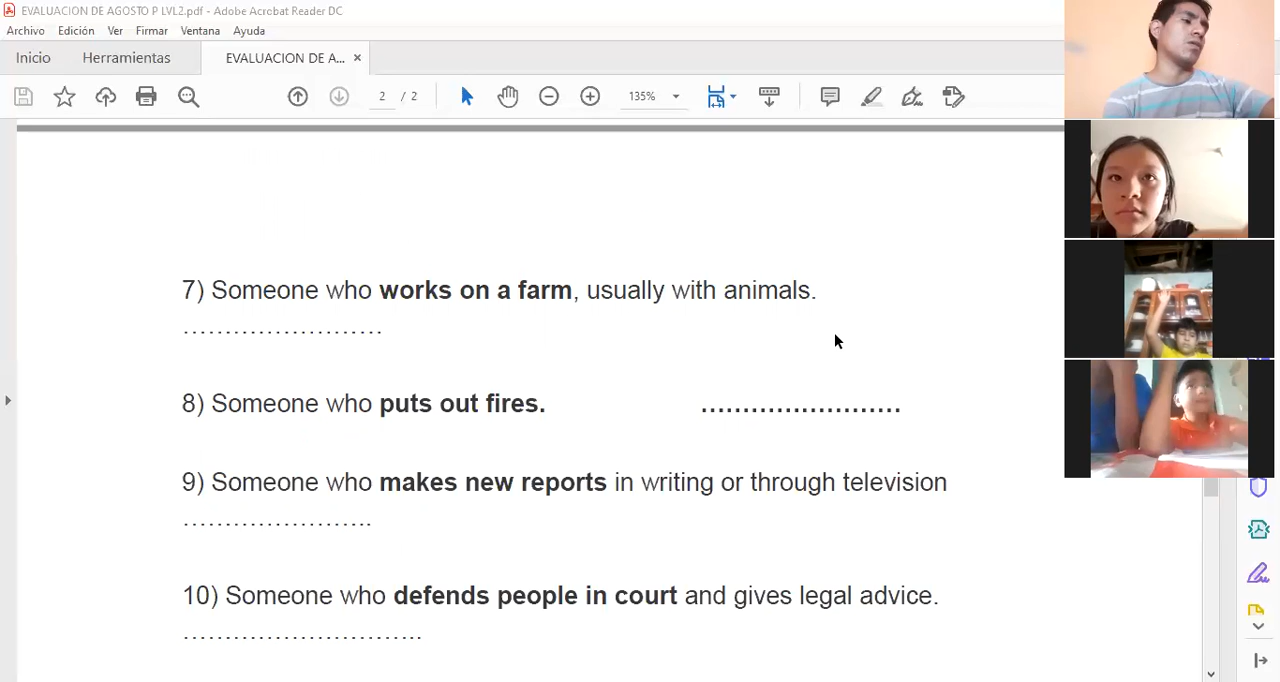 EVALUACION DE AGOSTO P LVL2.pdf - Adobe Acrobat Reader DC
Archivo Edición Ver Firmar Ventana Ayuda
Inicio Herramientas EVALUACION DE A... ×
2 / 2 135%
7) Someone who works on a farm, usually with animals.
……………………
8) Someone who puts out fires. ……………………
9) Someone who makes new reports in writing or through television
…………………..
10) Someone who defends people in court and gives legal advice.
………………………..